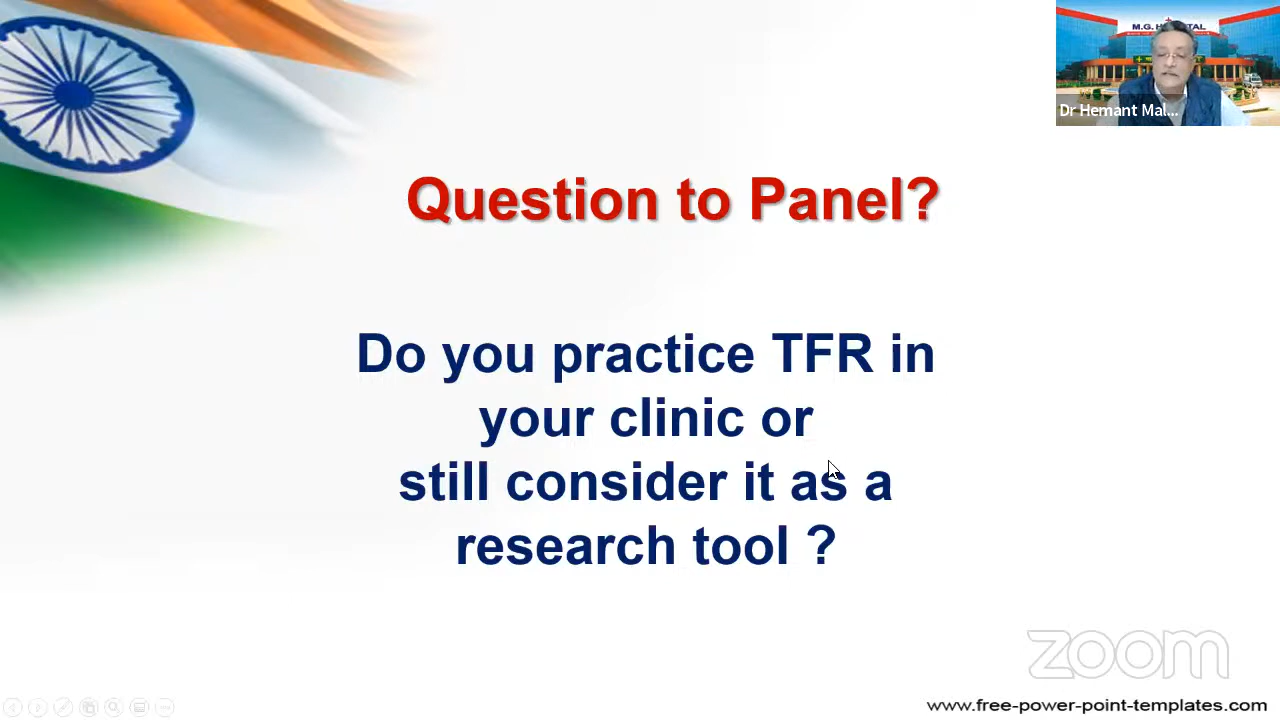 M.G. H
TAL
Dr Hemant Mal...
Question to Panel?
Do you practice TFR in
your clinic or
still consider it as a
research tool ?
zoom
www.free-power-point-templates.com